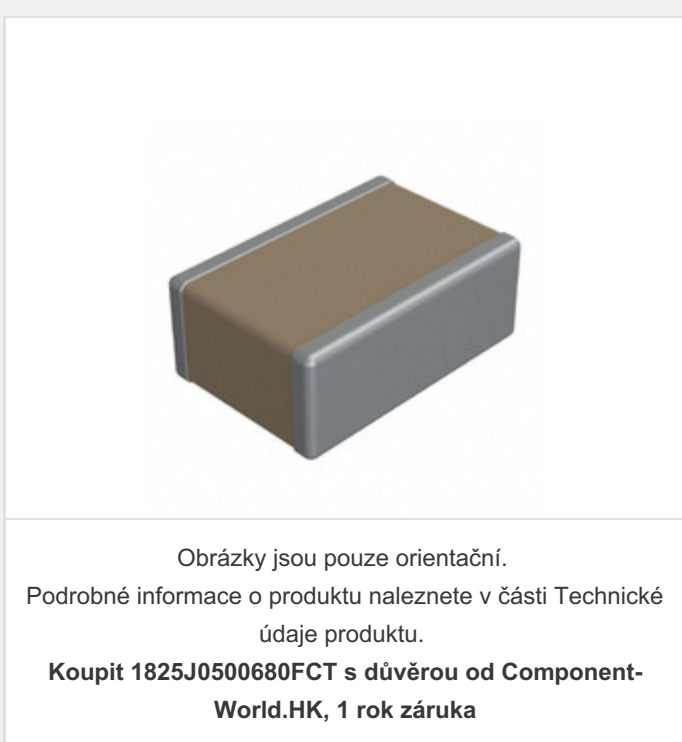 Obrázky jsou pouze orientační.
Podrobné informace o produktu naleznete v části Technické
údaje produktu.
Koupit 1825J0500680FCT s důvěrou od Component-
World.HK, 1 rok záruka